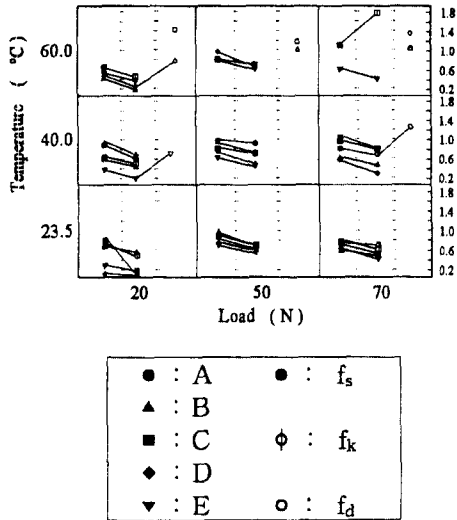 Temperature ( °C)
60.0
1.8
1.4
1.0
0.6
0.2
40.0
1.8
1.4
1.0
0.6
0.2
23.5
1.8
1.4
1.0
0.6
0.2
20 50 70
Load (N)
● : A ● : fs
▲ : B
■ : C ϕ : fk
◆ : D
▼ : E ○ : fd